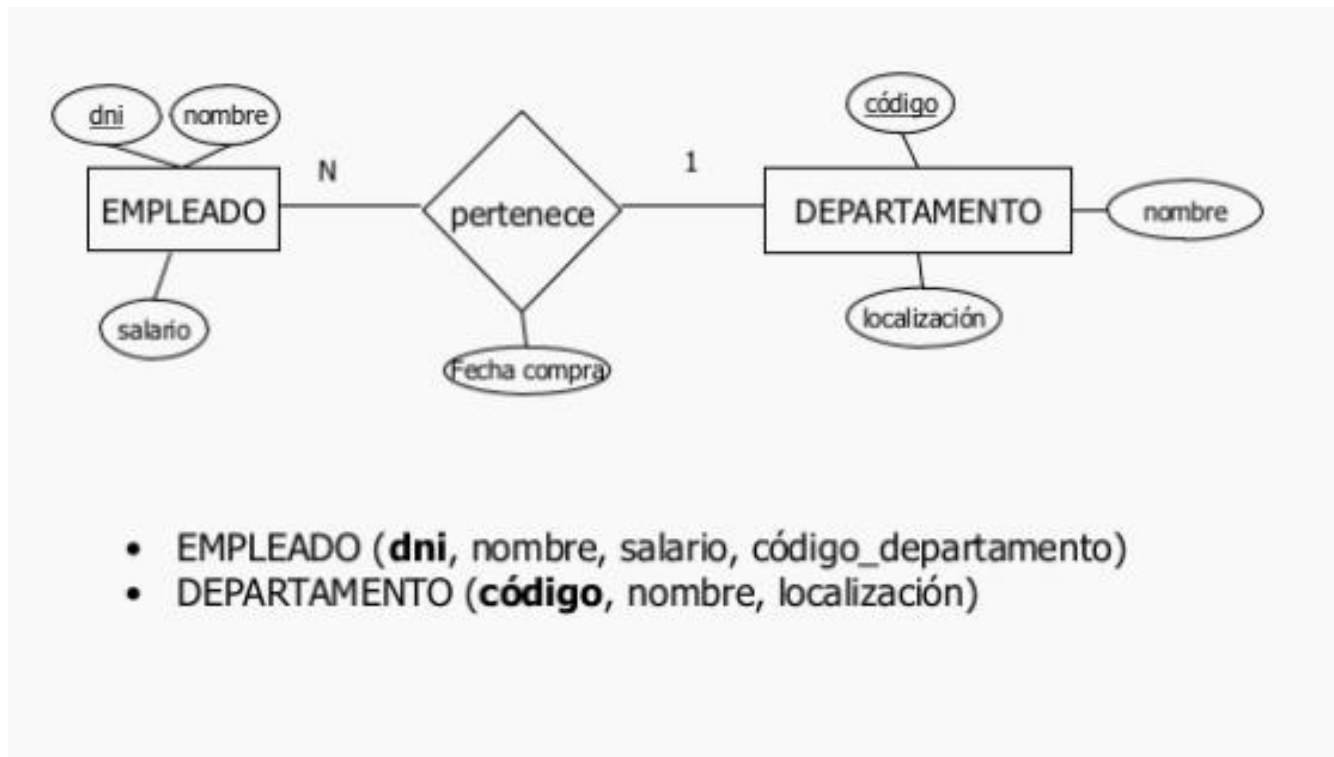 dni
nombre
código
N
1
EMPLEADO
pertenece
DEPARTAMENTO
nombre
salario
localización
Fecha compra
• EMPLEADO (dni, nombre, salario, código_departamento)
• DEPARTAMENTO (código, nombre, localización)